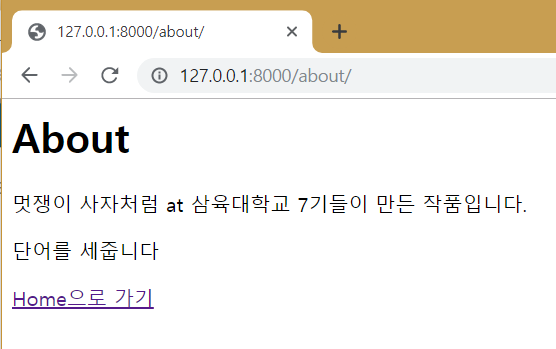 127.0.0.1:8000/about/
127.0.0.1:8000/about/
About
멋쟁이 사자처럼 at 삼육대학교 7기들이 만든 작품입니다.
단어를 세줍니다
Home으로 가기